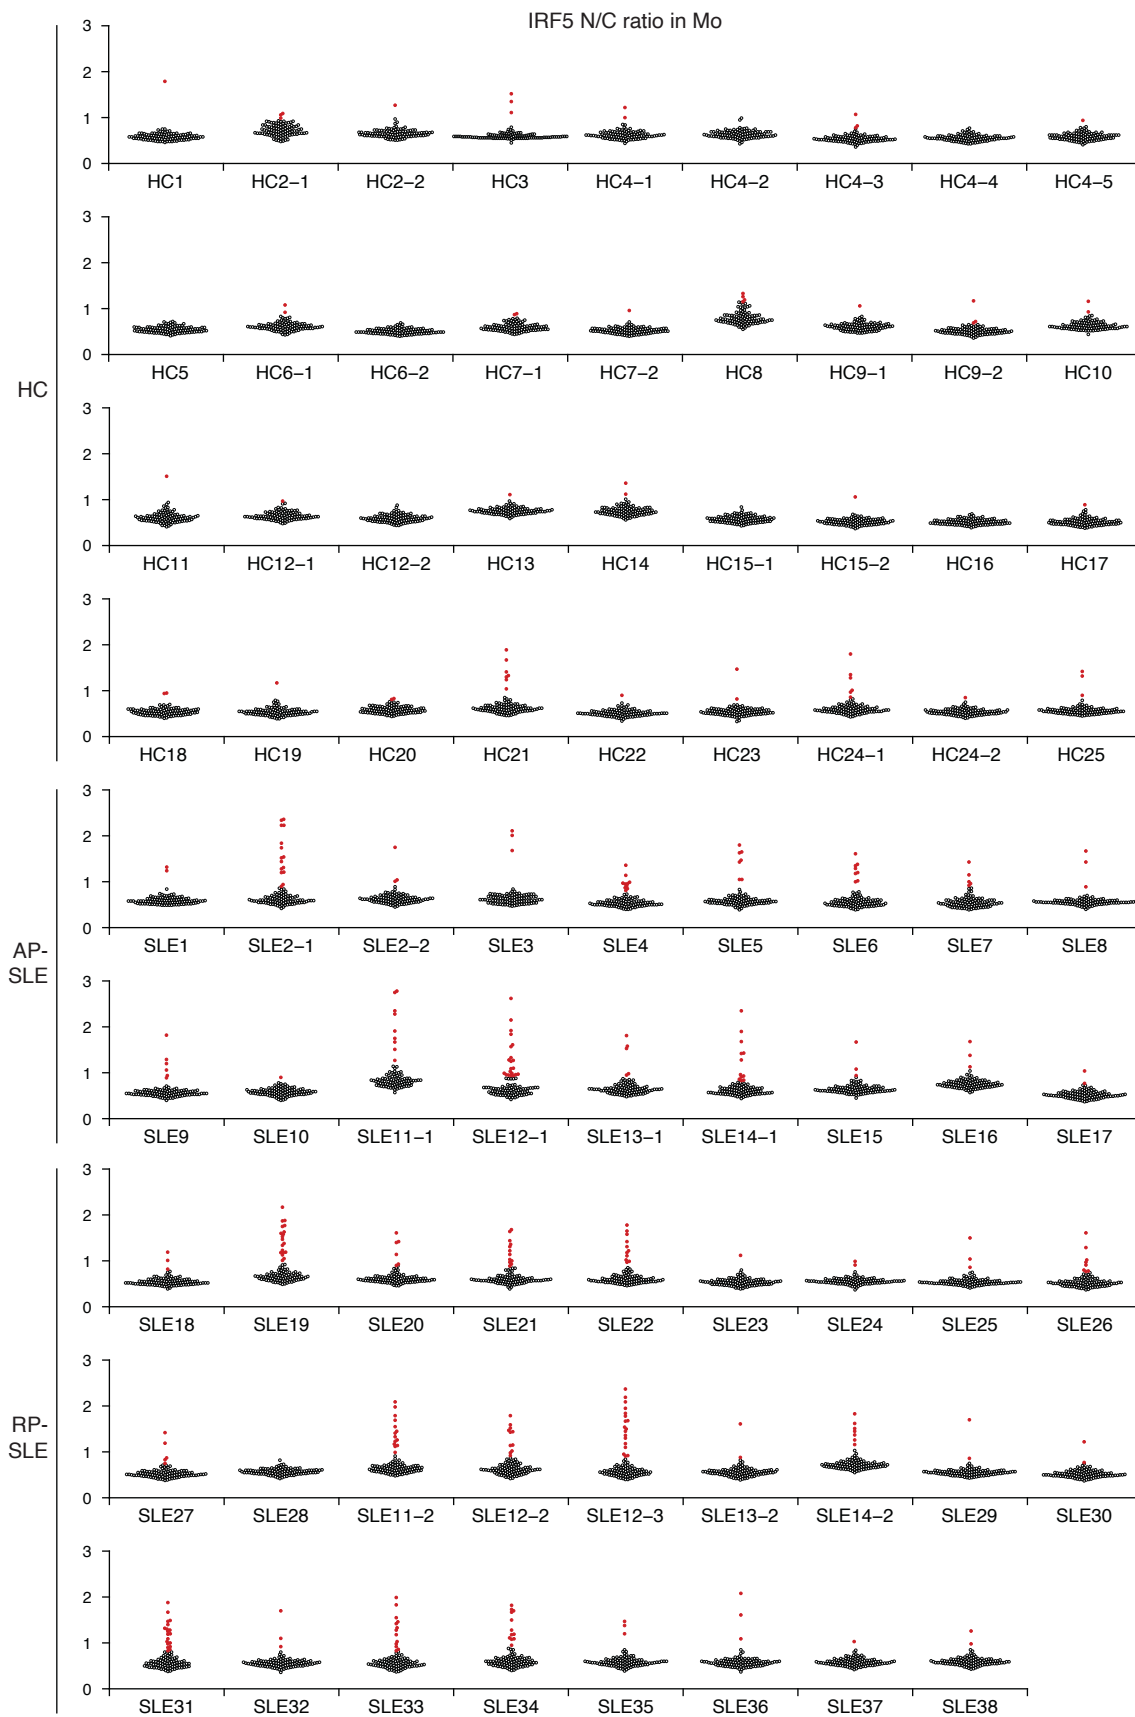 IRF5 N/C ratio in Mo
HC
3
2
1
0
HC1 HC2–1 HC2–2 HC3 HC4–1 HC4–2 HC4–3 HC4–4 HC4–5
3
2
1
0
HC5 HC6–1 HC6–2 HC7–1 HC7–2 HC8 HC9–1 HC9–2 HC10
3
2
1
0
HC11 HC12–1 HC12–2 HC13 HC14 HC15–1 HC15–2 HC16 HC17
3
2
1
0
HC18 HC19 HC20 HC21 HC22 HC23 HC24–1 HC24–2 HC25
AP-
SLE
3
2
1
0
SLE1 SLE2–1 SLE2–2 SLE3 SLE4 SLE5 SLE6 SLE7 SLE8
3
2
1
0
SLE9 SLE10 SLE11–1 SLE12–1 SLE13–1 SLE14–1 SLE15 SLE16 SLE17
RP-
SLE
3
2
1
0
SLE18 SLE19 SLE20 SLE21 SLE22 SLE23 SLE24 SLE25 SLE26
3
2
1
0
SLE27 SLE28 SLE11–2 SLE12–2 SLE12–3 SLE13–2 SLE14–2 SLE29 SLE30
3
2
1
0
SLE31 SLE32 SLE33 SLE34 SLE35 SLE36 SLE37 SLE38